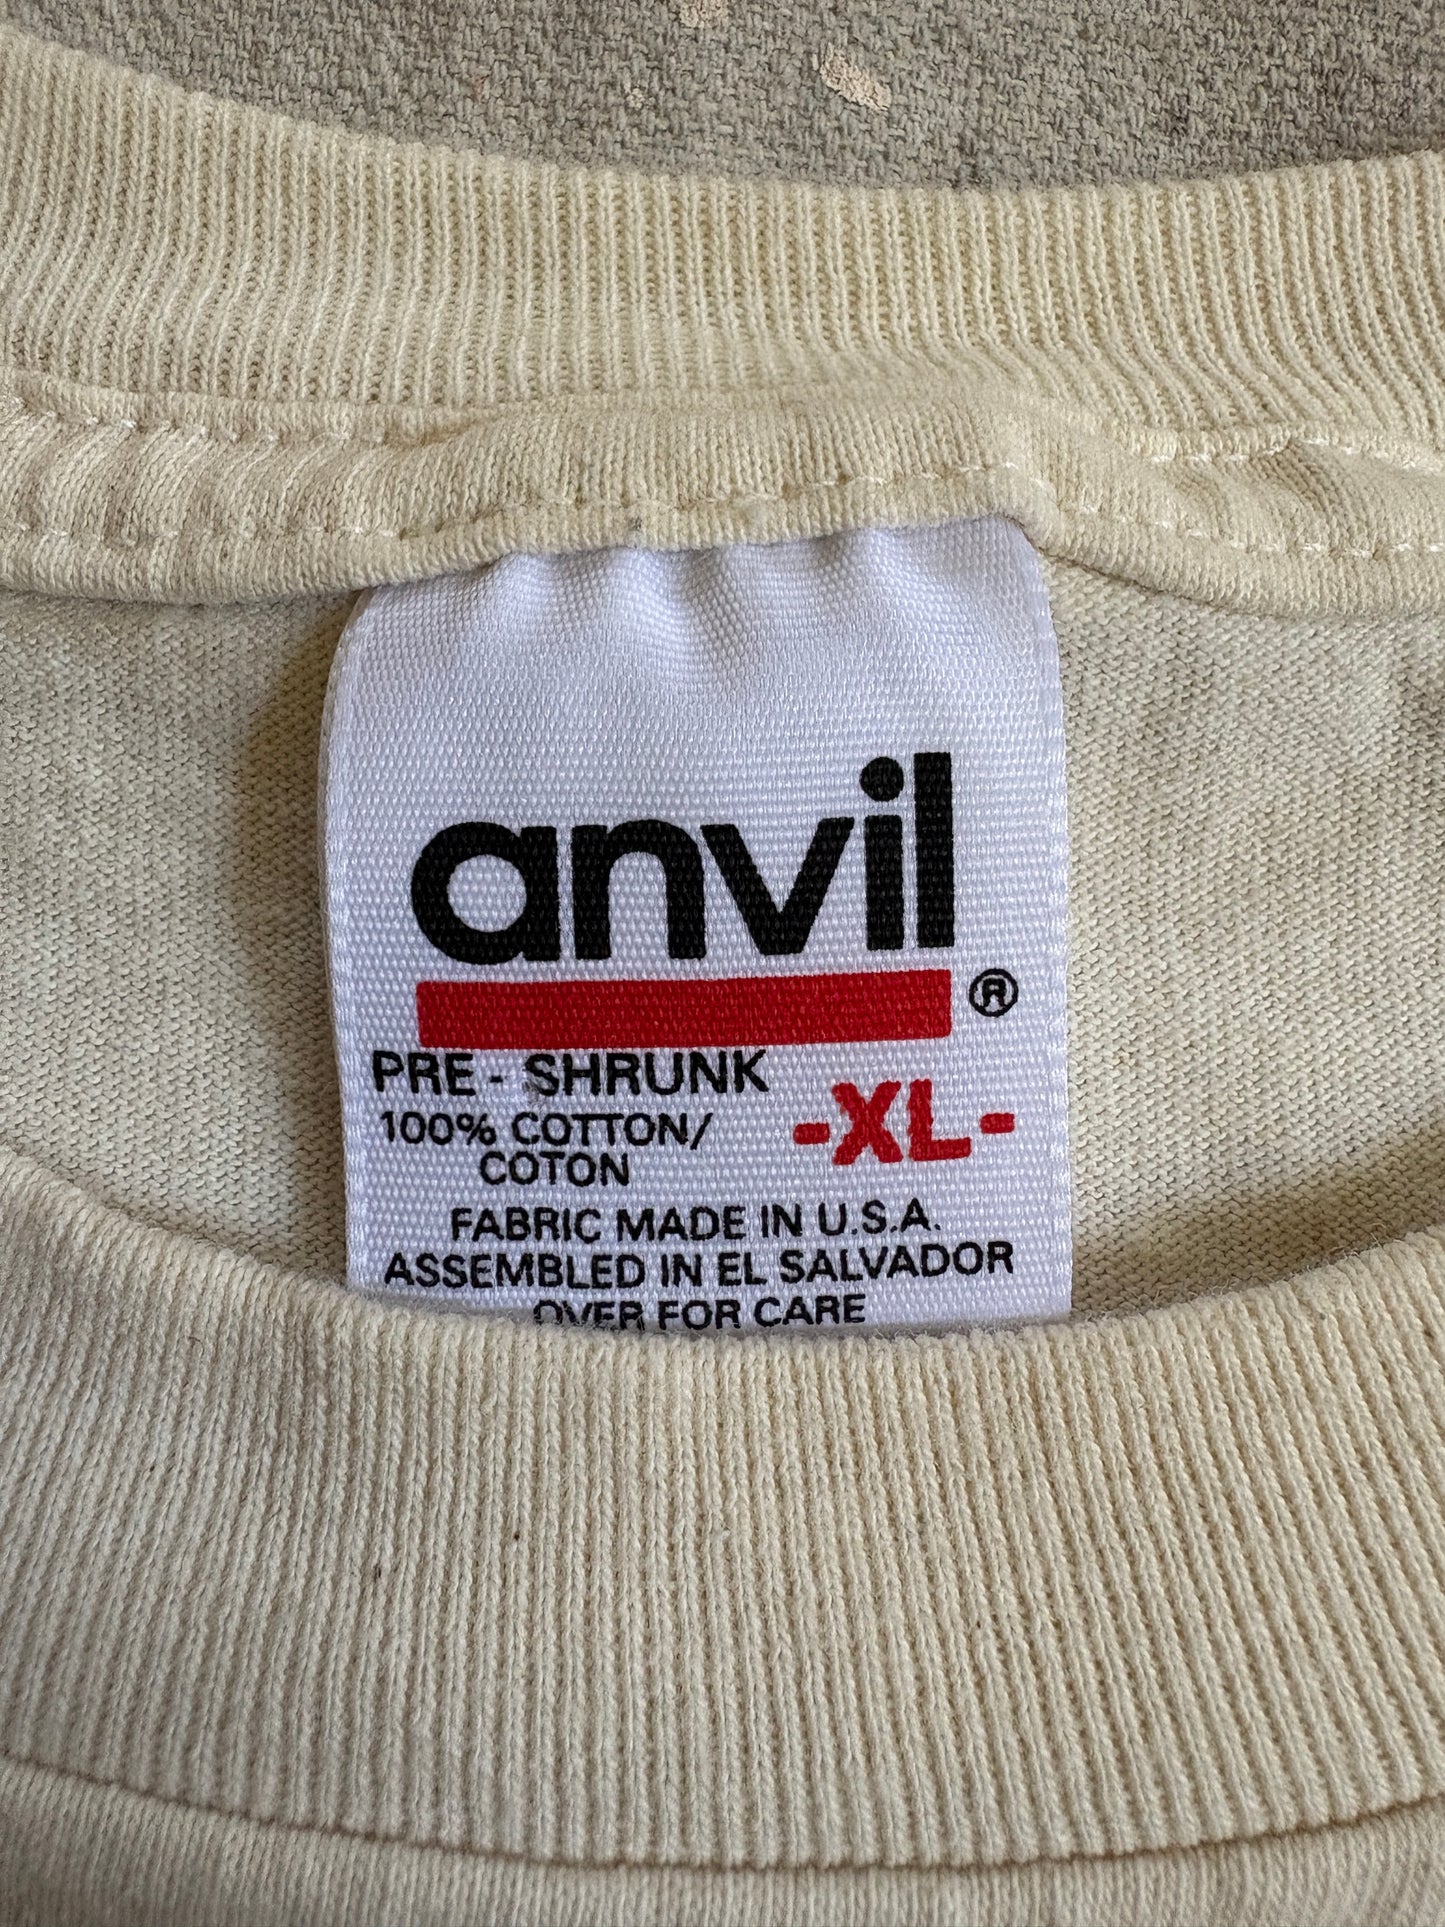 anvil®
PRE - SHRUNK
100% COTTON/
COTON
-XL-
FABRIC MADE IN U.S.A.
ASSEMBLED IN EL SALVADOR
OVER FOR CARE